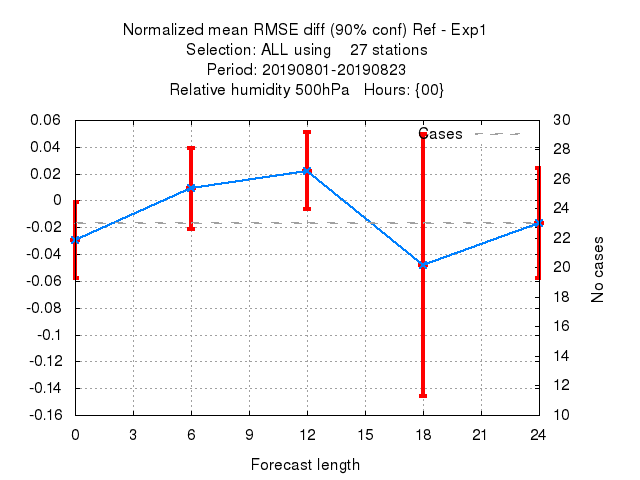 Normalized mean RMSE diff (90% conf) Ref - Exp1
Selection: ALL using    27 stations
Period: 20190801-20190823
Relative humidity 500hPa   Hours: {00}
0.06
0.04
0.02
0
-0.02
-0.04
-0.06
-0.08
-0.1
-0.12
-0.14
-0.16
Cases
30
28
26
24
22
20
18
16
14
12
10
No cases
0 3 6 9 12 15 18 21 24
Forecast length